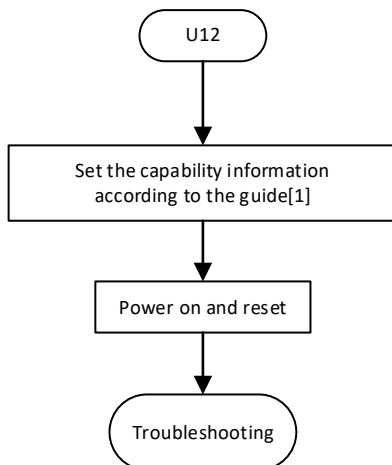 U12
Set the capability information
according to the guide[1]
Power on and reset
Troubleshooting